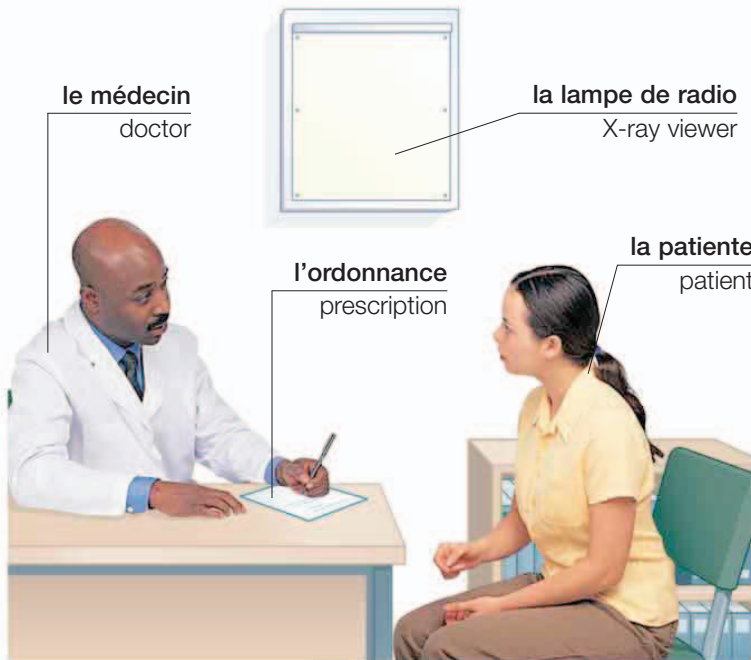 le médecin
doctor
la lampe de radio
X-ray viewer
l'ordonnance
prescription
la patiente
patient